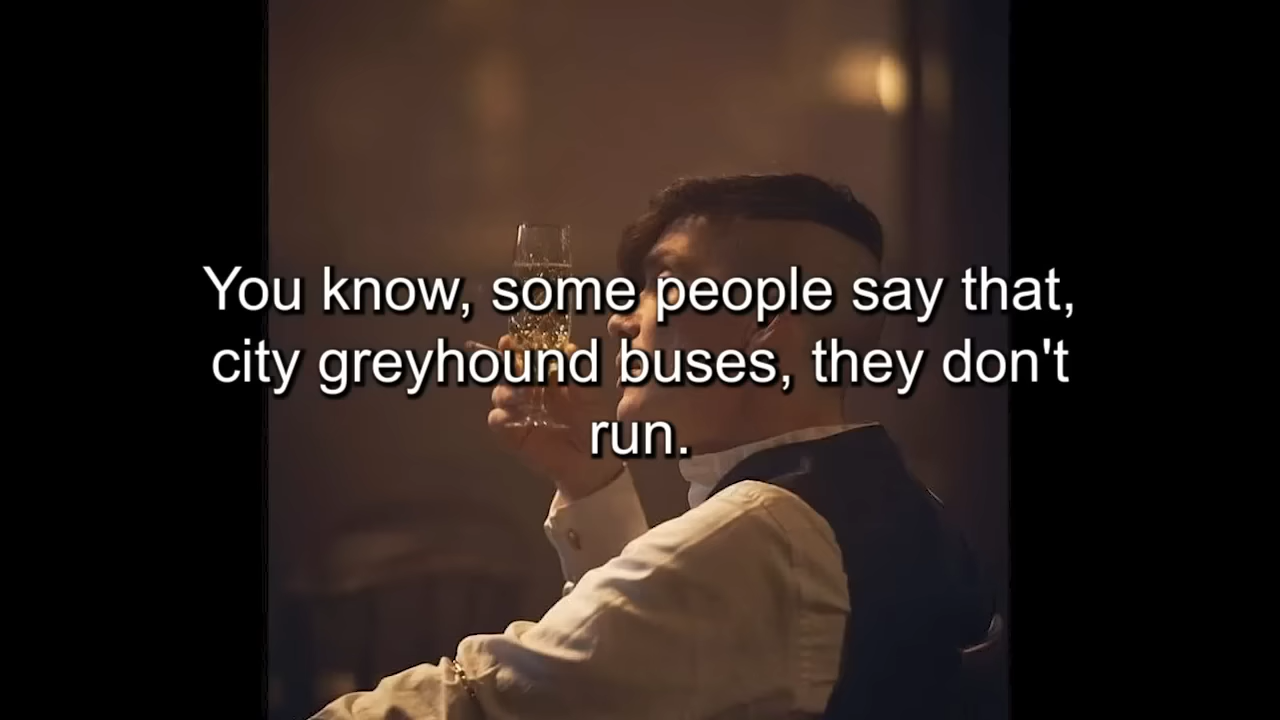 You know, some people say that,
city greyhound buses, they don't
run.